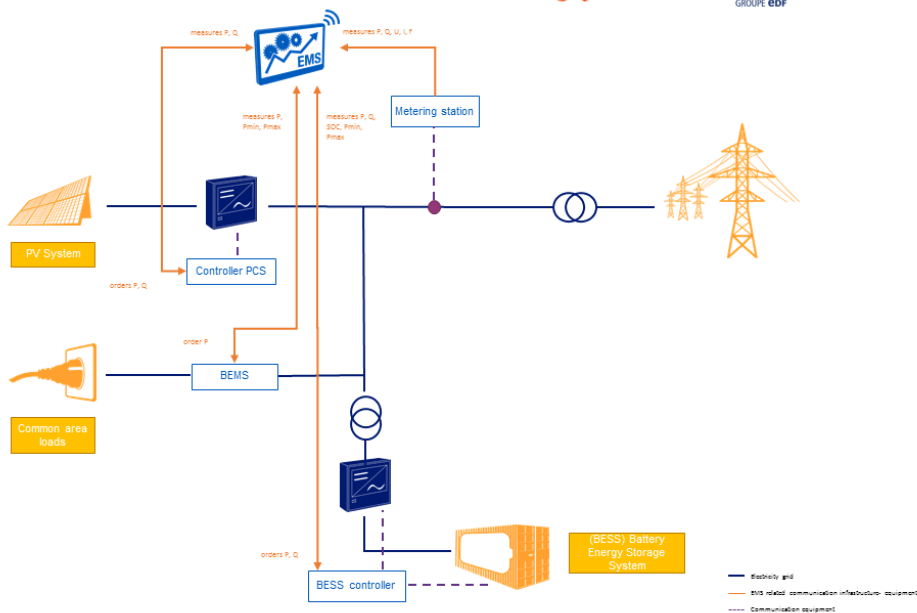 GROUPE eDF
measures P, Q
measures P, Q, U, I, f
EMS
measures P,
Pmin, Pmax
measures P, Q,
SOC, Pmin,
Pmax
Metering station
PV System
Controller PCS
orders P, Q
order P
BEMS
Common area
loads
orders P, Q
BESS controller
(BESS) Battery
Energy Storage
System
Electricity grid
EMS related communication infrastructure- equipment
Communication equipment